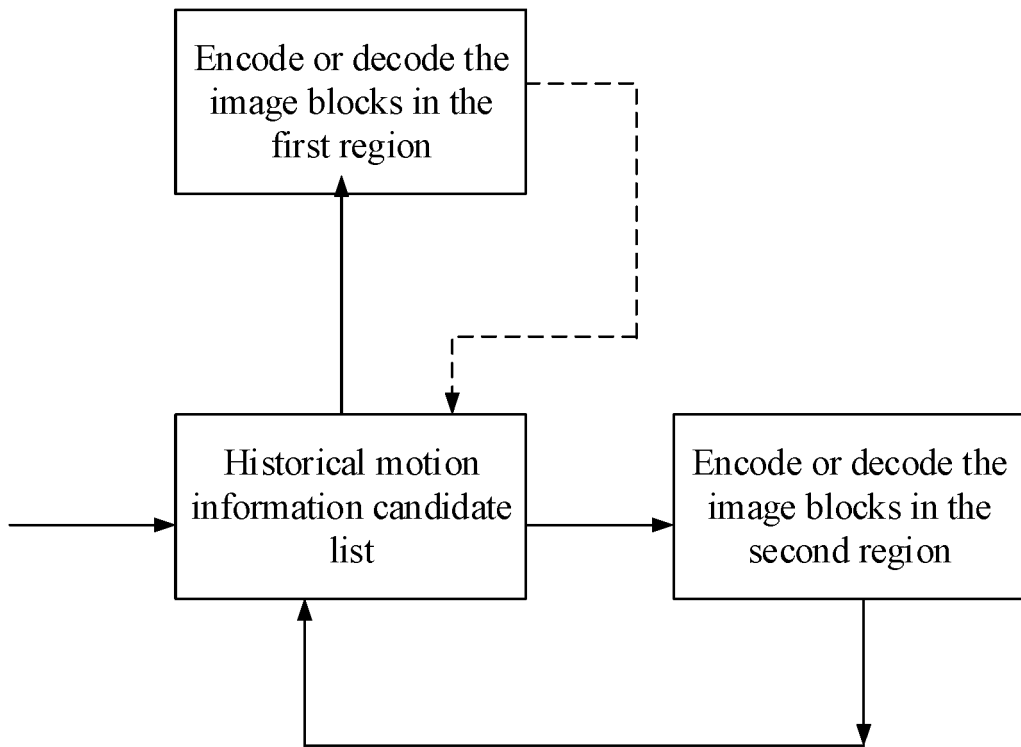 Encode or decode the
image blocks in the
first region
Historical motion
information candidate
list
Encode or decode the
image blocks in the
second region